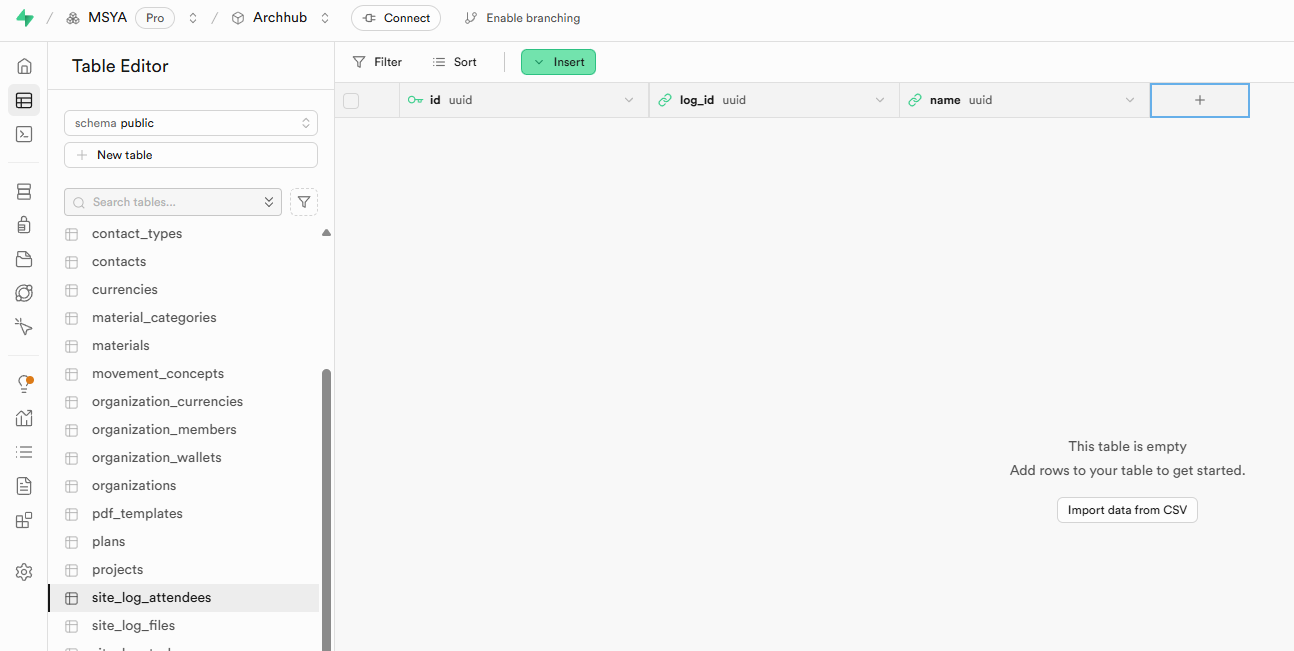 MSYA Pro Archhub Connect Enable branching
Table Editor
Filter Sort Insert
id uuid log_id uuid name uuid
schema public
New table
Search tables...
contact_types
contacts
currencies
material_categories
materials
movement_concepts
organization_currencies
organization_members
organization_wallets
organizations
pdf_templates
plans
projects
site_log_attendees
site_log_files
This table is empty
Add rows to your table to get started.
Import data from CSV